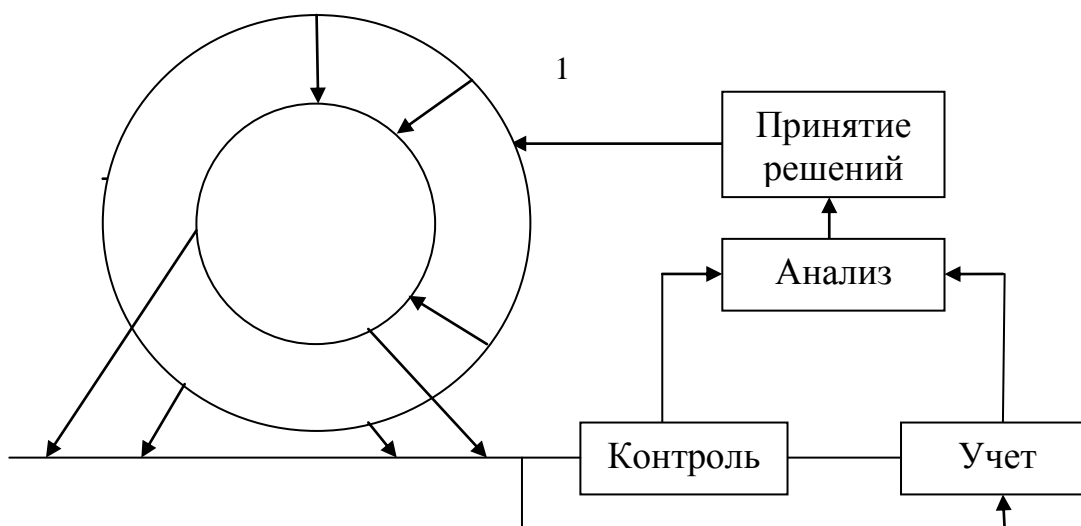 1
Принятие
решений
Анализ
Контроль
Учет